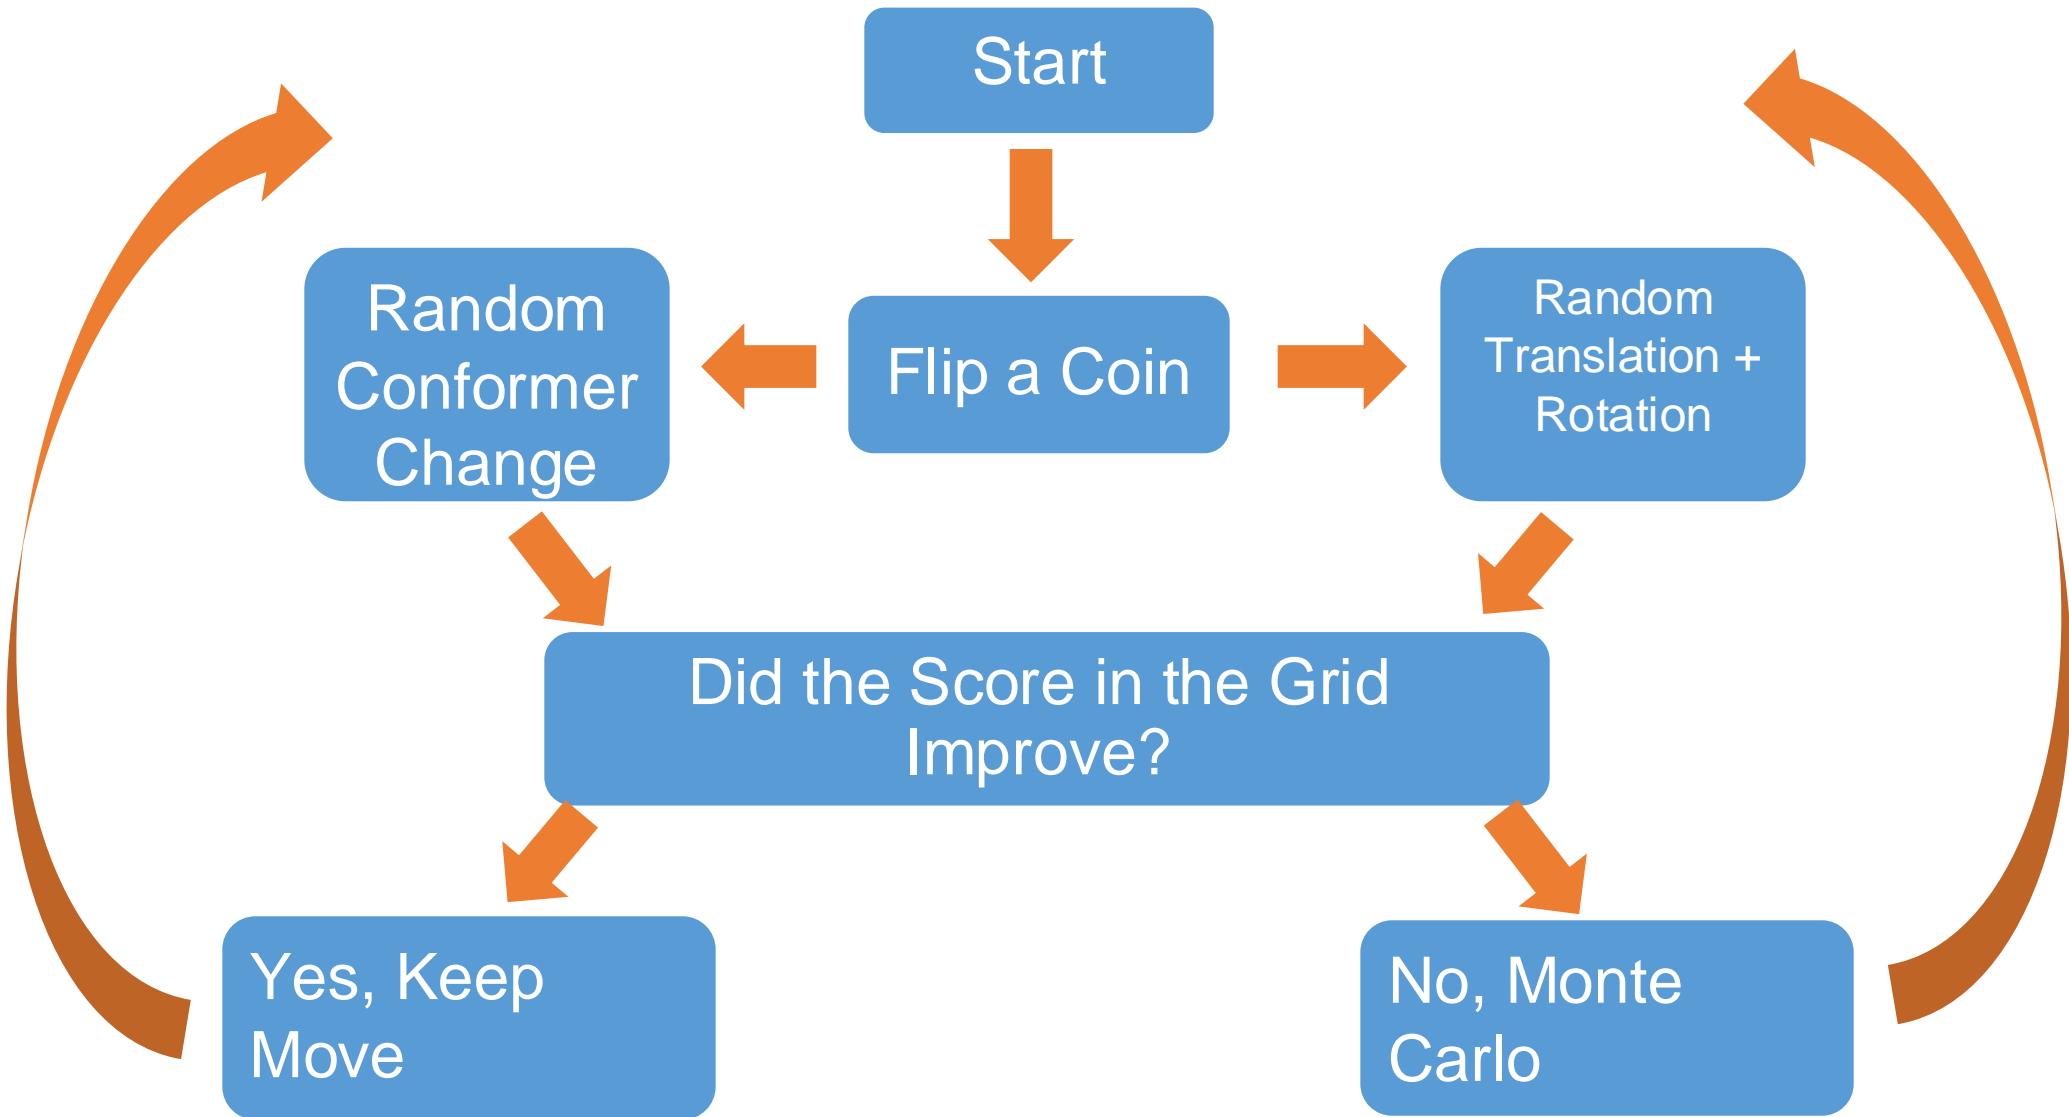 Start
Random
Conformer
Change
Flip a Coin
Random
Translation +
Rotation
Did the Score in the Grid
Improve?
Yes, Keep
Move
No, Monte
Carlo